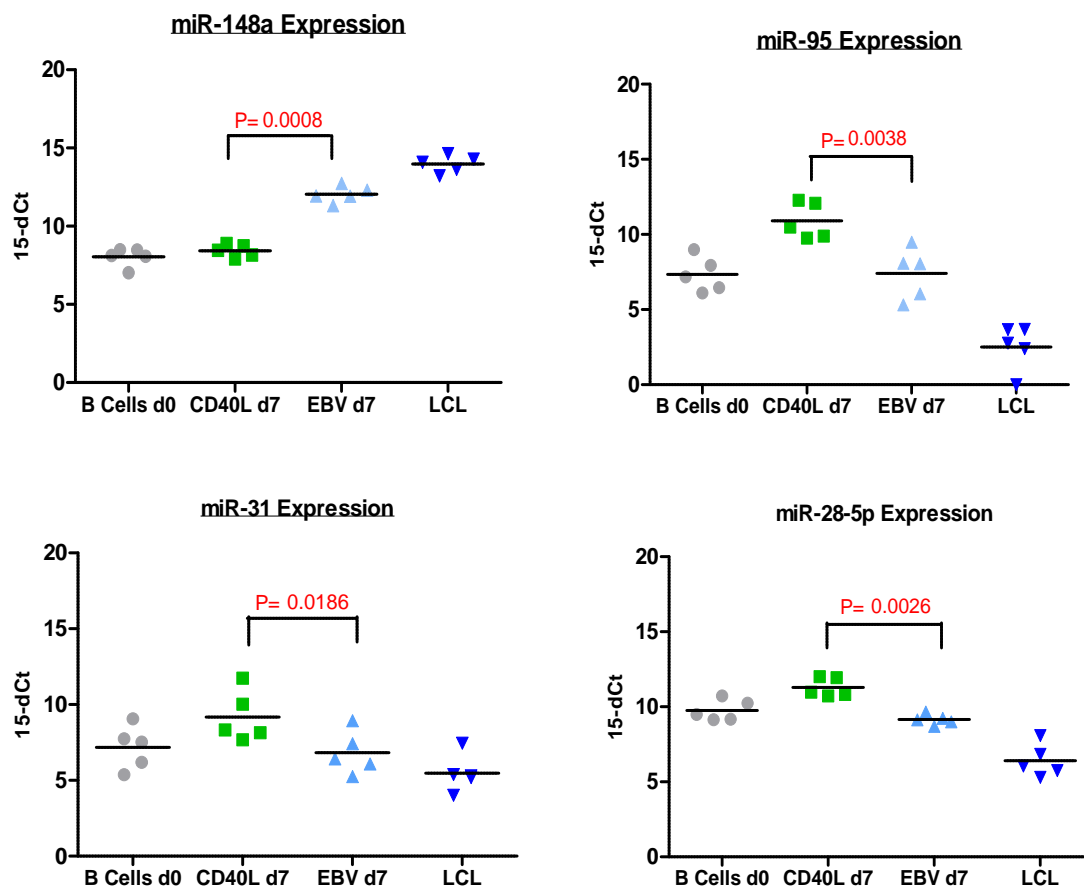 miR-148a Expression
20
15
10
5
0
15-dCt
P= 0.0008
B Cells d0 CD40L d7 EBV d7 LCL
miR-95 Expression
20
15
10
5
0
15-dCt
P= 0.0038
B Cells d0 CD40L d7 EBV d7 LCL
miR-31 Expression
20
15
10
5
0
15-dCt
P= 0.0186
B Cells d0 CD40L d7 EBV d7 LCL
miR-28-5p Expression
20
15
10
5
0
15-dCt
P= 0.0026
B Cells d0 CD40L d7 EBV d7 LCL